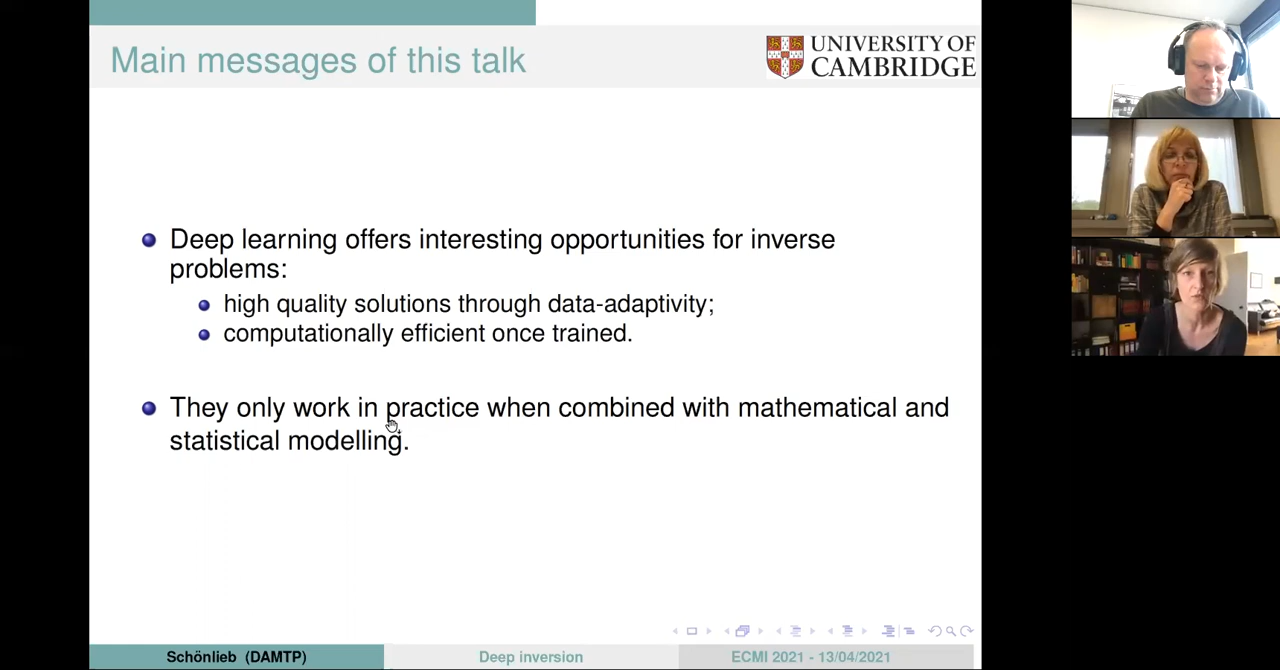 Main messages of this talk
UNIVERSITY OF
CAMBRIDGE
Deep learning offers interesting opportunities for inverse
problems:
high quality solutions through data-adaptivity;
computationally efficient once trained.
They only work in practice when combined with mathematical and
statistical modelling.
Schönlieb (DAMTP)
Deep inversion
ECMI 2021 - 13/04/2021